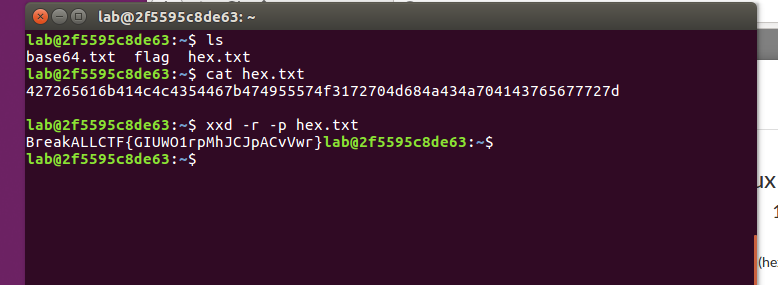 lab@2f5595c8de63: ~
lab@2f5595c8de63:~$ ls
base64.txt flag hex.txt
lab@2f5595c8de63:~$ cat hex.txt
427265616b414c4c4354467b474955574f3172704d684a434a704143765677727d
lab@2f5595c8de63:~$ xxd -r -p hex.txt
BreakALLCTF{GIUWO1rpMhJCJpACvVwr}lab@2f5595c8de63:~$
lab@2f5595c8de63:~$
ux
1
(he